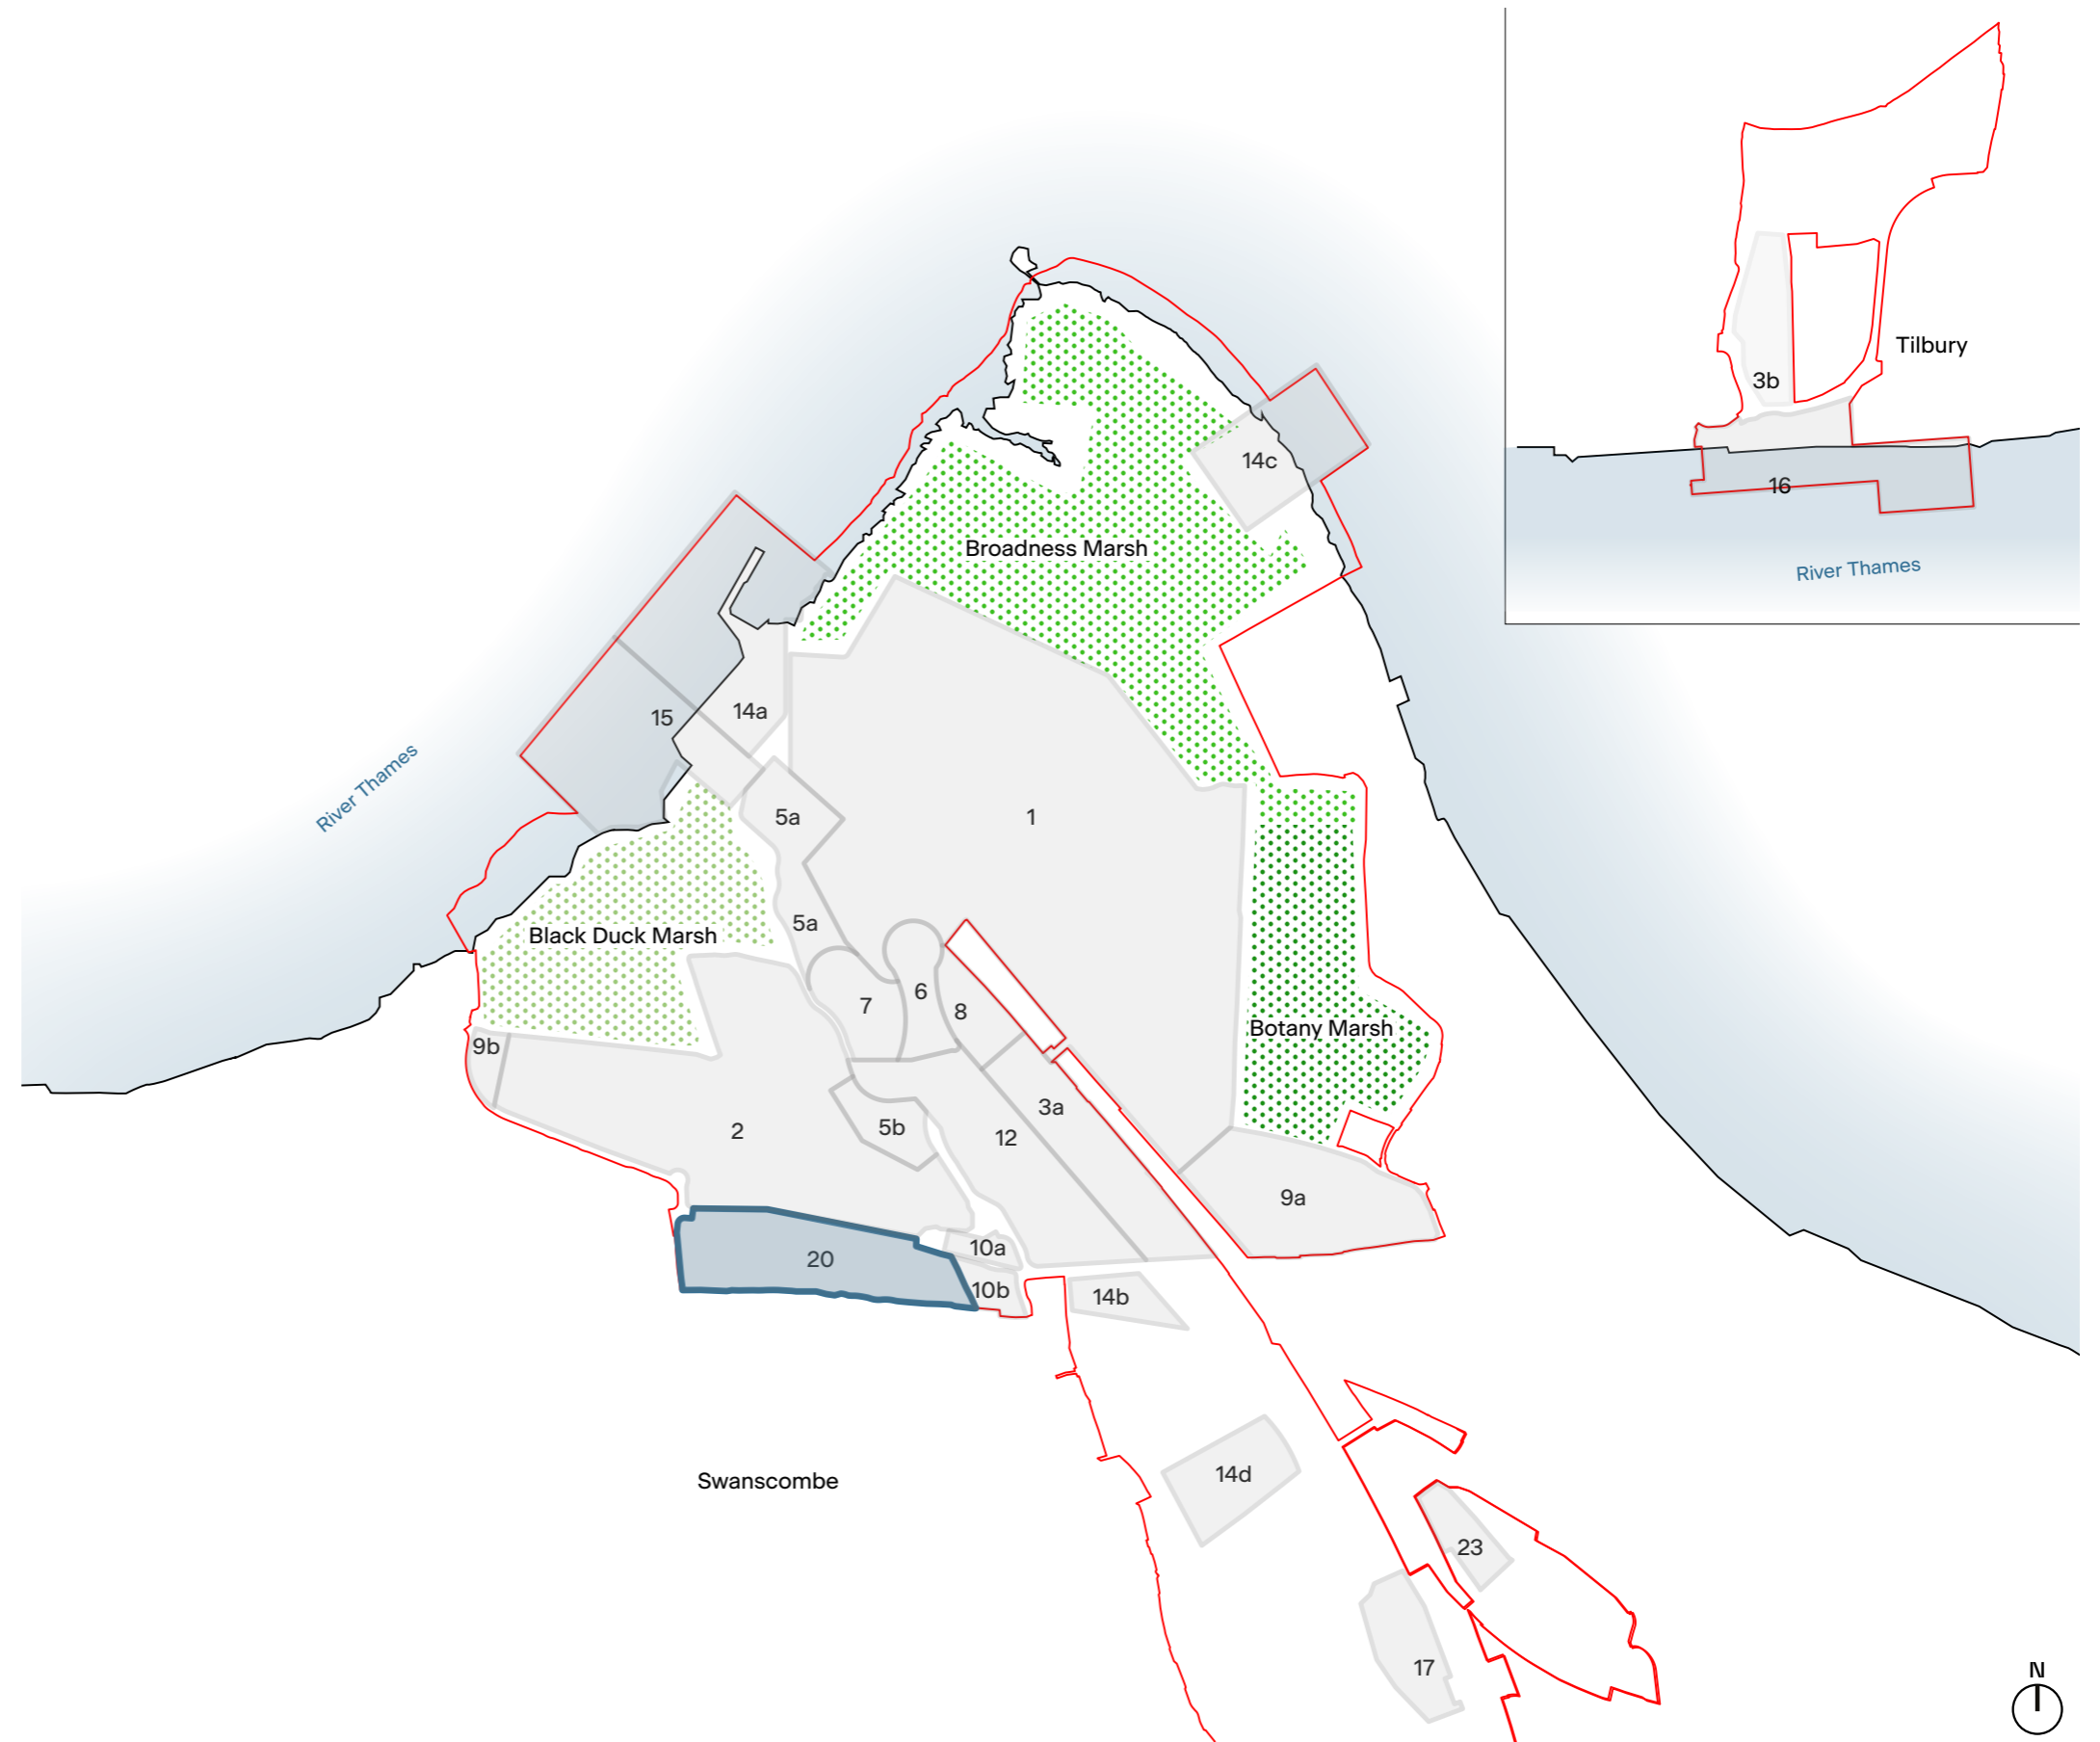 Tilbury
3b
16
River Thames
14c
Broadness Marsh
15
14a
River Thames
5a
1
5a
Black Duck Marsh
6
7
8
Botany Marsh
9b
3a
5b
2
12
9a
10a
20
10b
14b
14d
Swanscombe
23
17
N